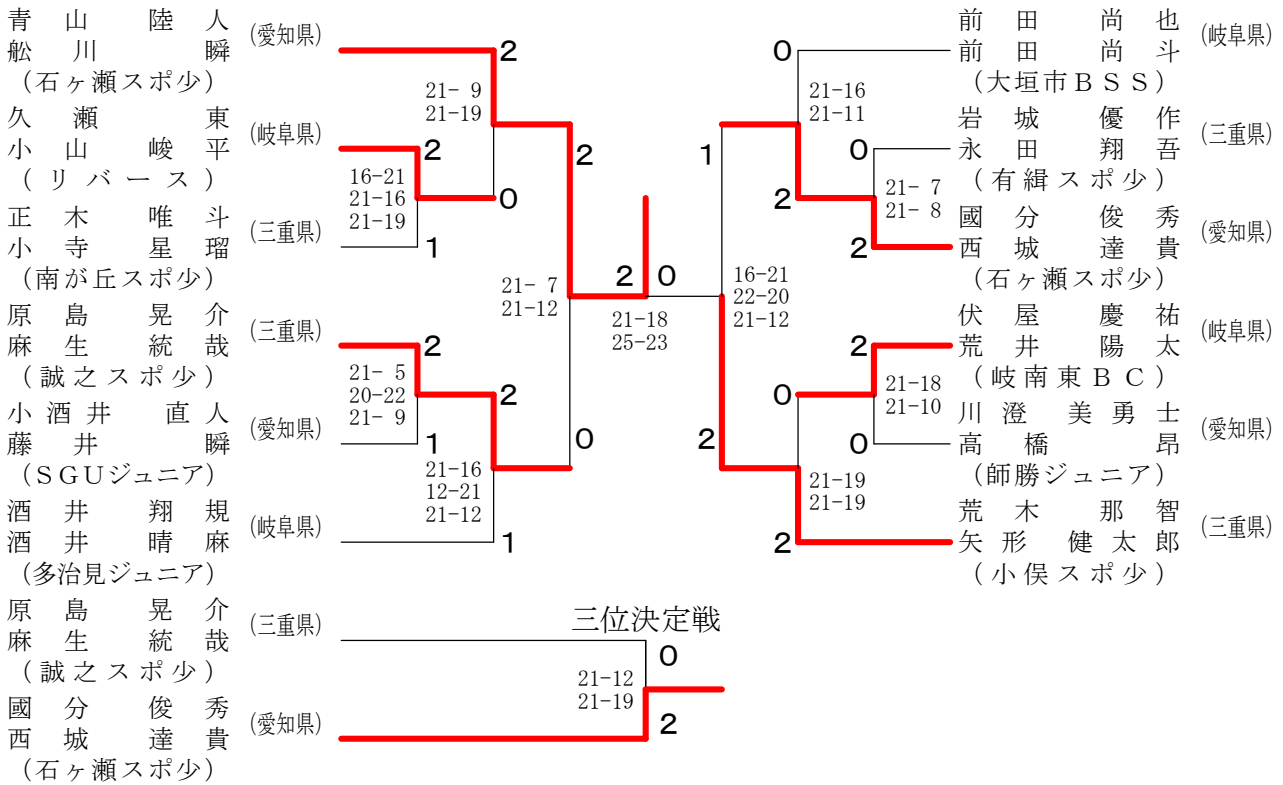 青山 陸人
舩川 瞬
(愛知県)
(石ヶ瀬スポ少)
久瀬 東
小山 峻平
(岐阜県)
(リバース)
正木 唯斗
小寺 星瑠
(三重県)
(南が丘スポ少)
原島 晃介
麻生 統哉
(三重県)
(誠之スポ少)
小酒井 直人
藤井 瞬
(愛知県)
(SGUジュニア)
酒井 翔規
酒井 晴麻
(岐阜県)
(多治見ジュニア)
2
21- 9
21-19
2
0
16-21
21-16
21-19
1
2
21- 7
21-12
2
21- 5
20-22
21- 9
1
2
0
21-16
12-21
21-12
1
2
0
21-18
25-23
前田 尚也
前田 尚斗
(岐阜県)
(大垣市BSS)
岩城 優作
永田 翔吾
(三重県)
(有緝スポ少)
國分 俊秀
西城 達貴
(愛知県)
(石ヶ瀬スポ少)
伏屋 慶祐
荒井 陽太
(岐阜県)
(岐南東BC)
川澄 美勇士
高橋 昂
(愛知県)
(師勝ジュニア)
荒木 那智
矢形 健太郎
(三重県)
(小俣スポ少)
0
21-16
21-11
1
0
2
21- 7
21- 8
2
16-21
22-20
21-12
2
2
0
21-18
21-10
0
21-19
21-19
2
三位決定戦
原島 晃介
麻生 統哉
(三重県)
(誠之スポ少)
國分 俊秀
西城 達貴
(愛知県)
(石ヶ瀬スポ少)
0
21-12
21-19
2